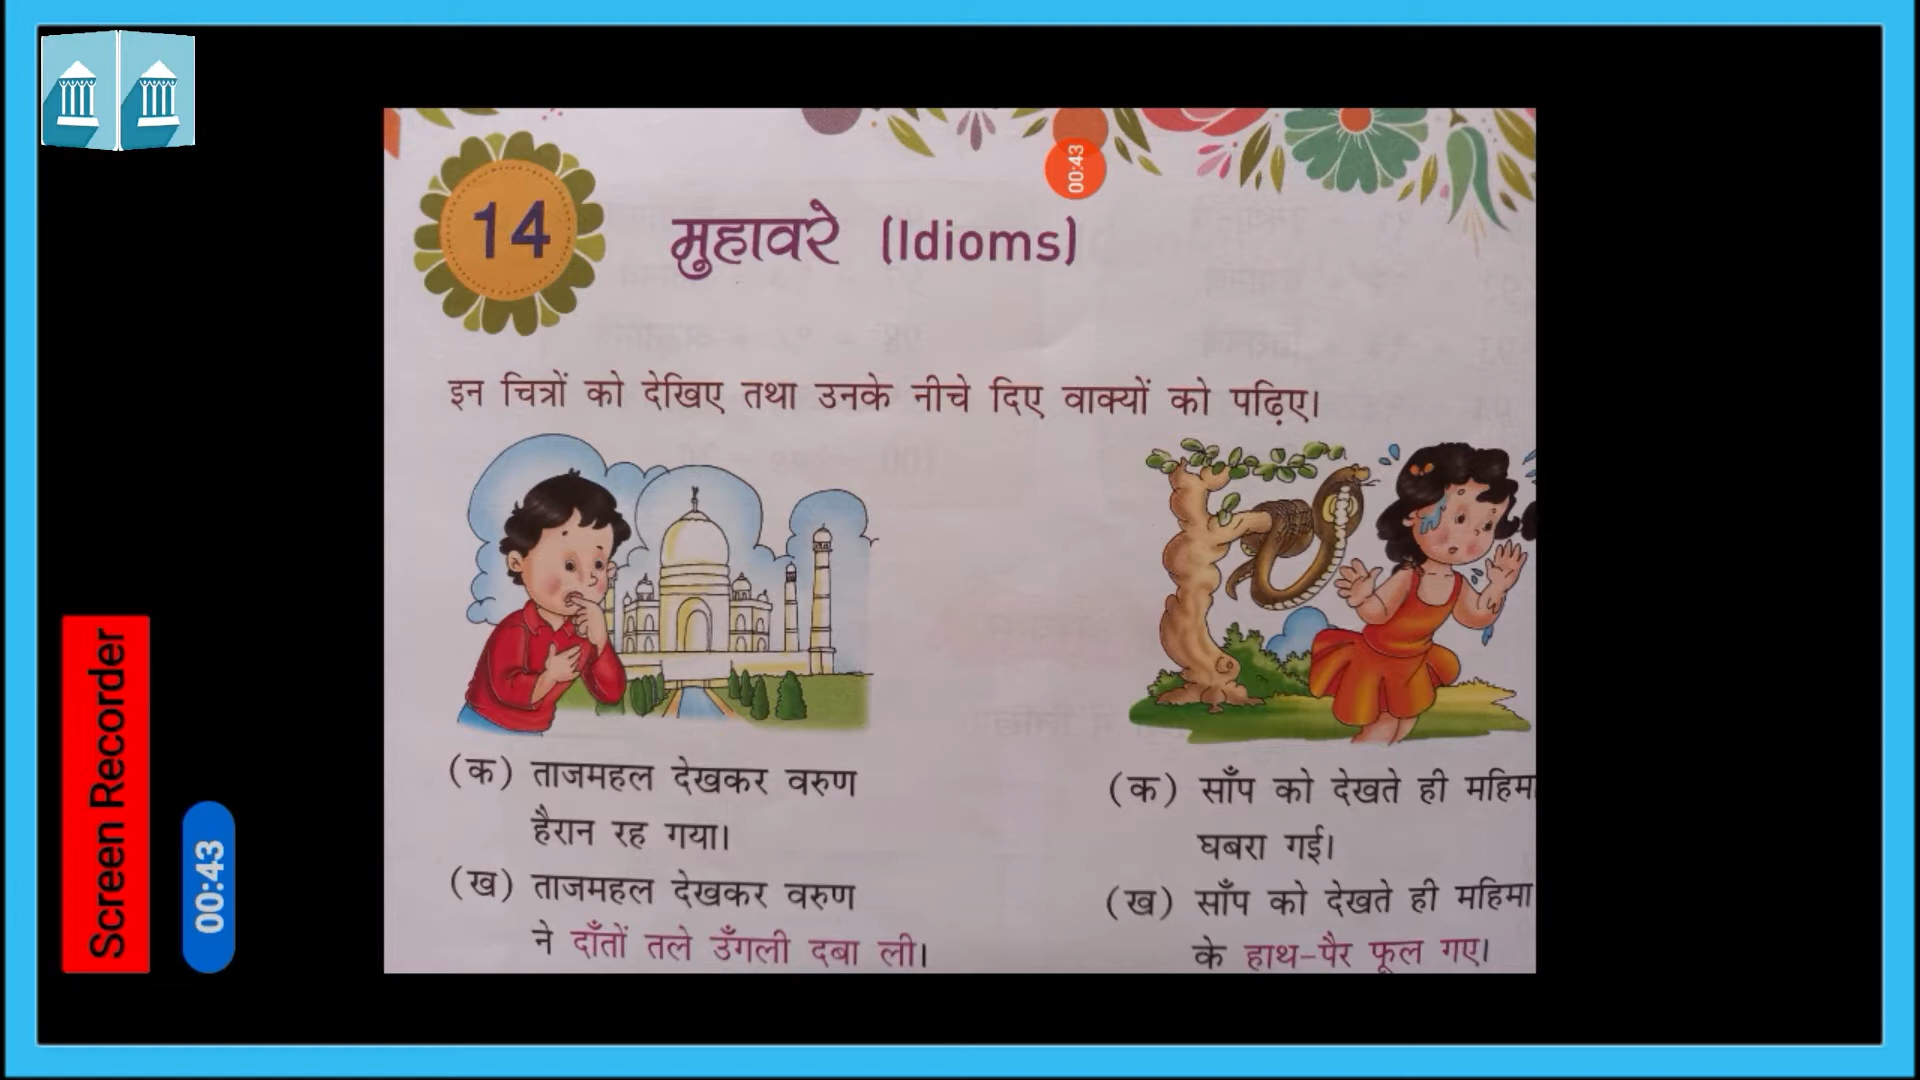 14
मुहावरे (Idioms)
00:43
इन चित्रों को देखिए तथा उनके नीचे दिए वाक्यों को पढ़िए।
(क) ताजमहल देखकर वरुण
हैरान रह गया।
(ख) ताजमहल देखकर वरुण
ने दाँतों तले उँगली दबा ली।
(क) साँप को देखते ही महिमा
घबरा गई।
(ख) साँप को देखते ही महिमा
के हाथ-पैर फूल गए।
Screen Recorder
00:43